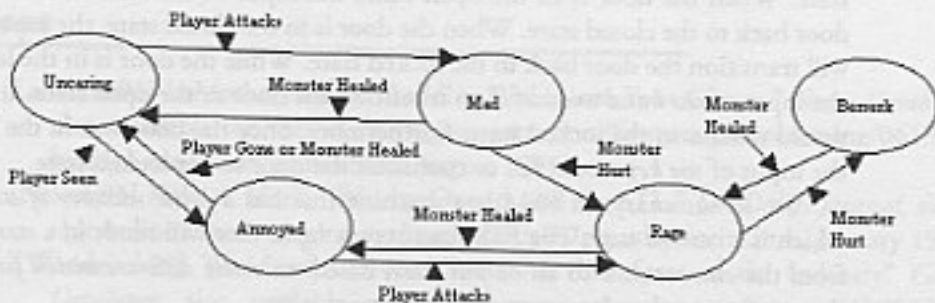 Player Attacks
Uncaring
Monster Healed
Mad
Monster
Healed
Berserk
Player Gone or Monster Healed
Monster
Hurt
Player Seen
Monster Healed
Annoyed
Rage
Monster
Hurt
Player Attacks